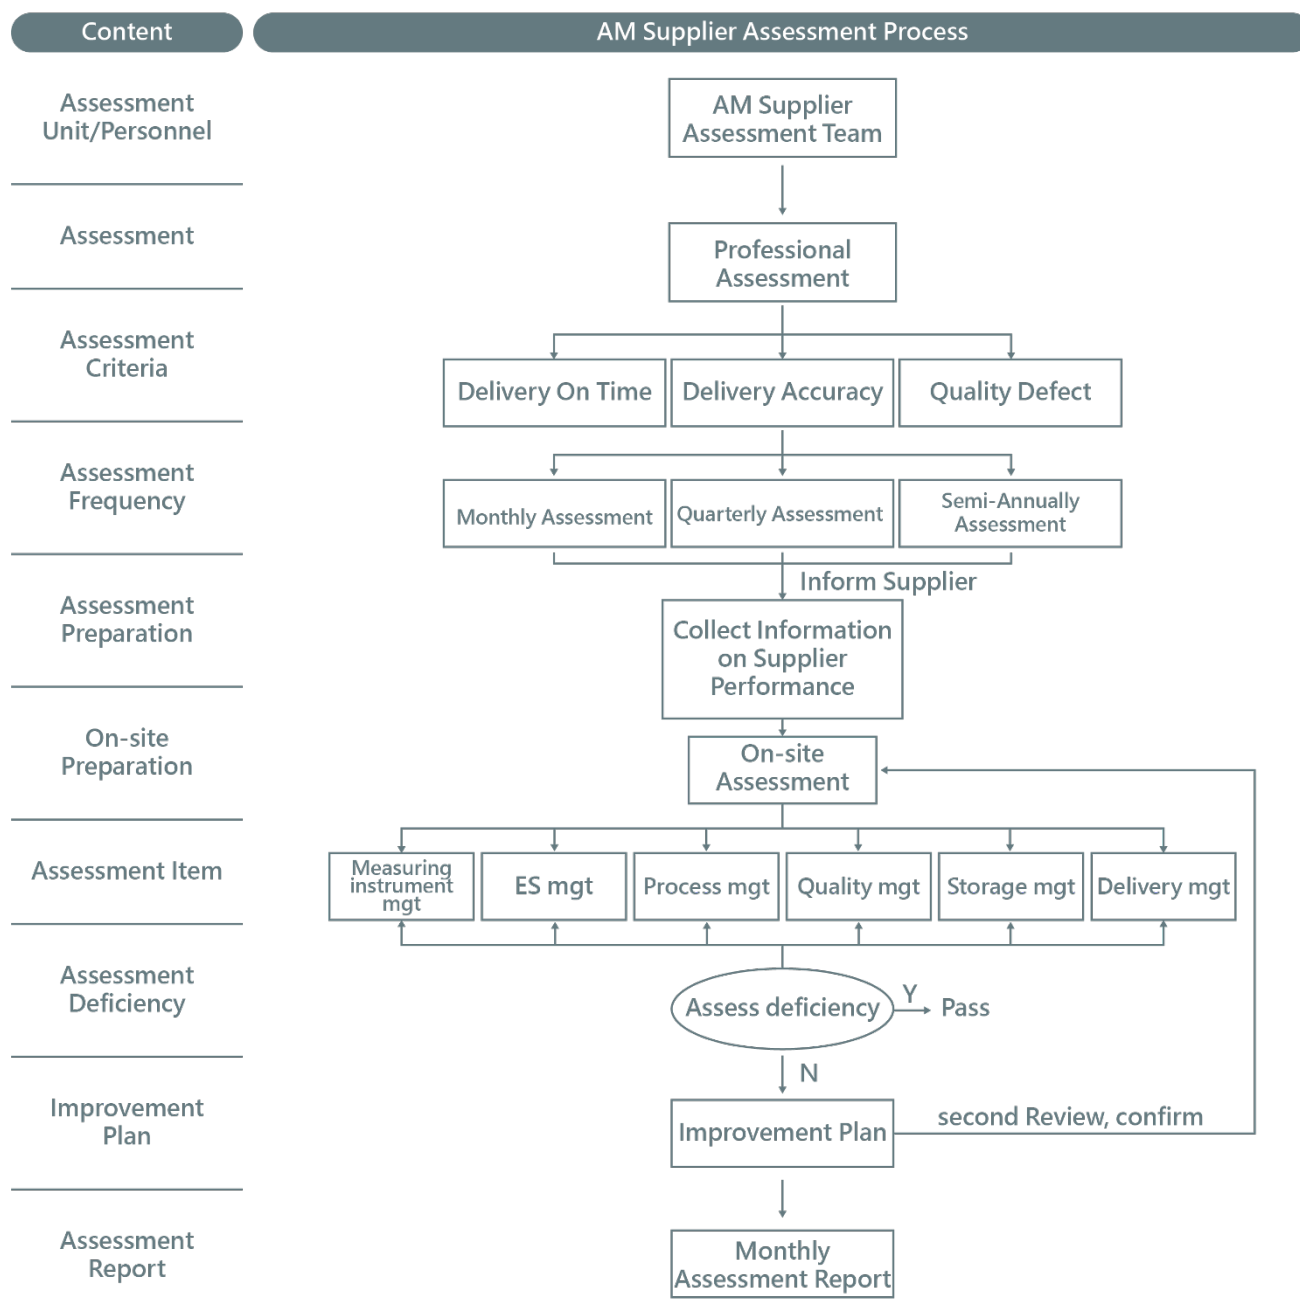 Content
AM Supplier Assessment Process
Assessment
Unit/Personnel
AM Supplier
Assessment Team
Assessment
Professional
Assessment
Assessment
Criteria
Delivery On Time
Delivery Accuracy
Quality Defect
Assessment
Frequency
Monthly Assessment
Quarterly Assessment
Semi-Annually
Assessment
Inform Supplier
Assessment
Preparation
Collect Information
on Supplier
Performance
On-site
Preparation
On-site
Assessment
Assessment Item
Measuring
instrument
mgt
ES mgt
Process mgt
Quality mgt
Storage mgt
Delivery mgt
Assessment
Deficiency
Assess deficiency
Y
Pass
N
Improvement
Plan
Improvement Plan
second Review, confirm
Assessment
Report
Monthly
Assessment Report